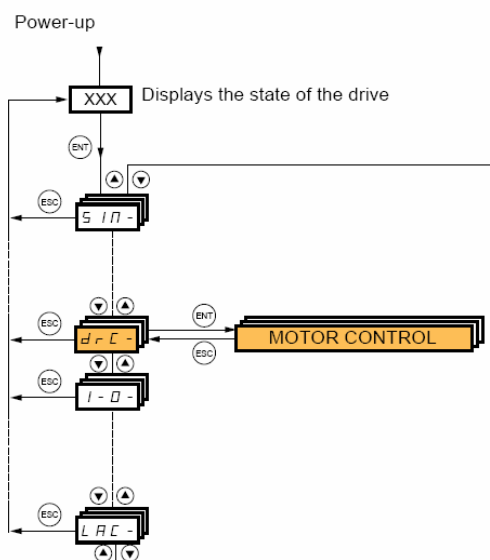 Power-up
XXX Displays the state of the drive
ENT
ESC
SIM-
ESC
drC-
ENT
ESC
MOTOR CONTROL
ESC
I-O-
ESC
LAC-